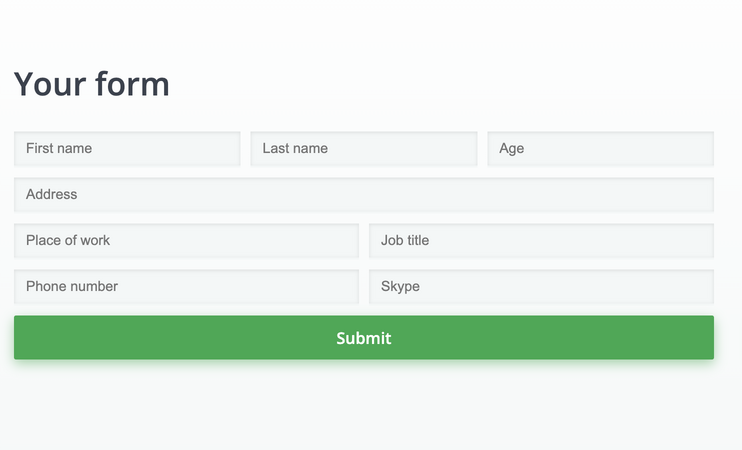 Your form
First name Last name Age
Address
Place of work Job title
Phone number Skype
Submit